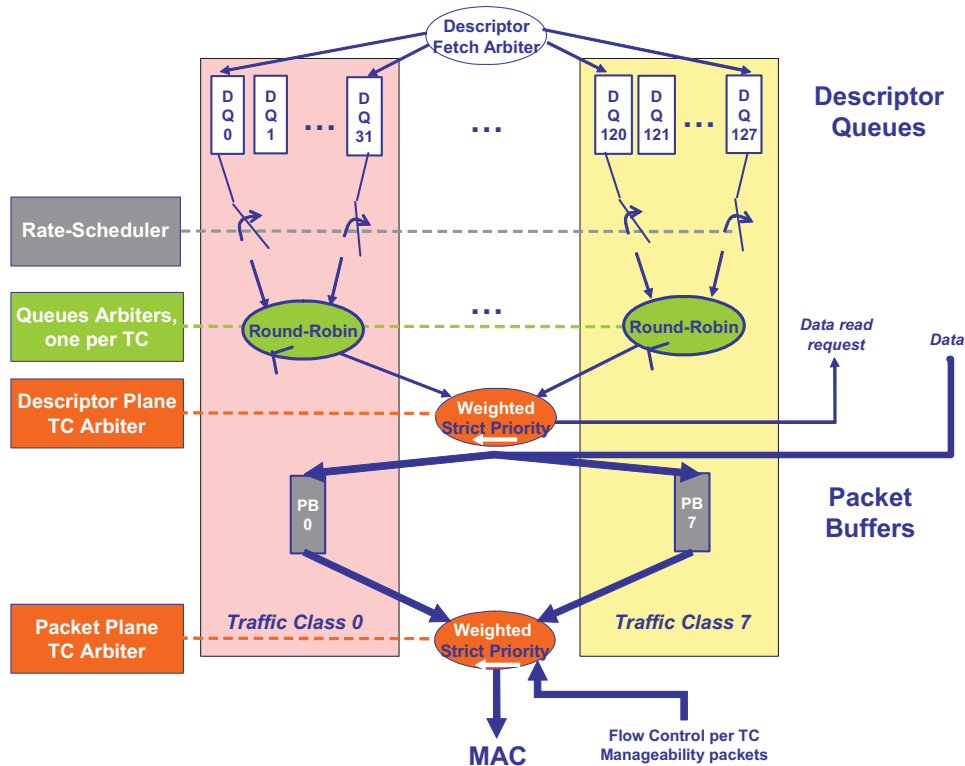 Descriptor
Fetch Arbiter
D
Q
0
D
Q
1
...
D
Q
31
...
D
Q
120
D
Q
121
...
D
Q
127
Descriptor
Queues
Rate-Scheduler
Queues Arbiters,
one per TC
Round-Robin
...
Round-Robin
Data read
request
Data
Descriptor Plane
TC Arbiter
Weighted
Strict Priority
PB
0
PB
7
Packet
Buffers
Packet Plane
TC Arbiter
Traffic Class 0
Weighted
Strict Priority
Traffic Class 7
MAC
Flow Control per TC
Manageability packets